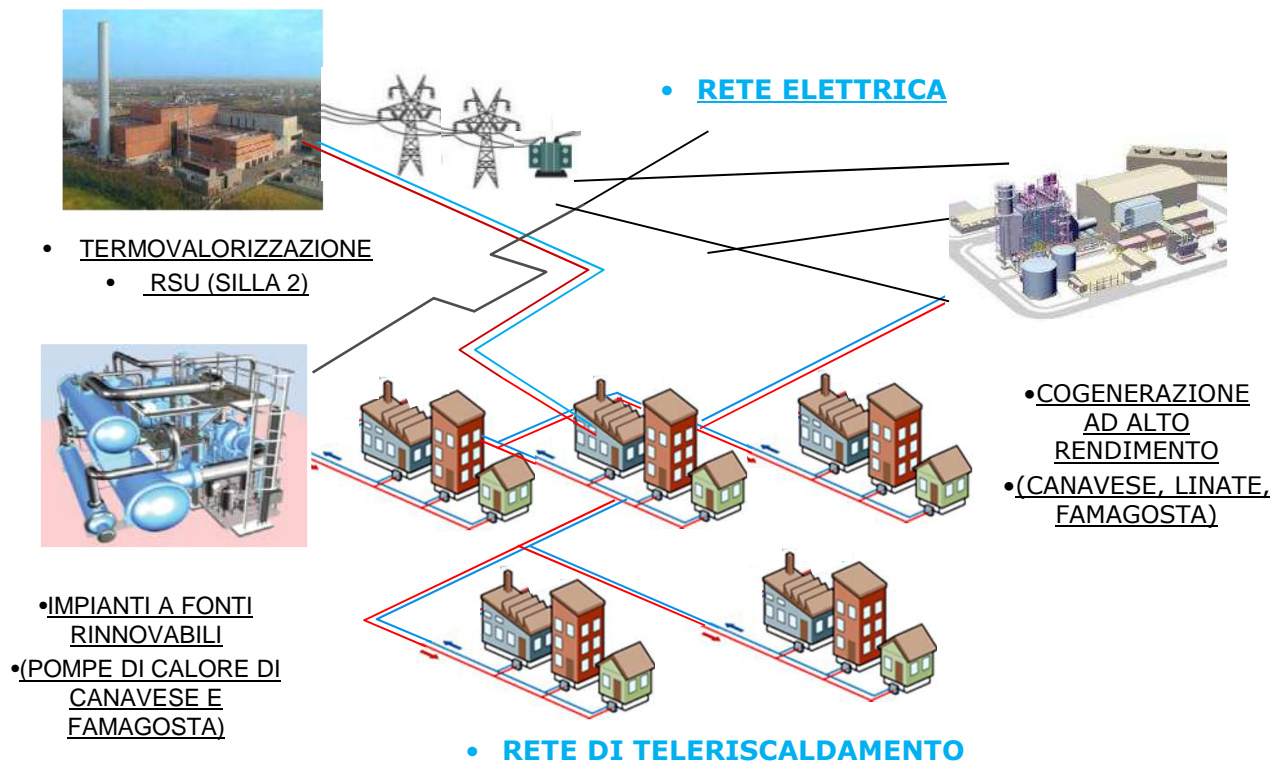 • RETE ELETTRICA
• TERMOVALORIZZAZIONE
• RSU (SILLA 2)
•COGENERAZIONE
AD ALTO
RENDIMENTO
•(CANAVESE, LINATE,
FAMAGOSTA)
•IMPIANTI A FONTI
RINNOVABILI
•(POMPE DI CALORE DI
CANAVESE E
FAMAGOSTA)
• RETE DI TELERISCALDAMENTO